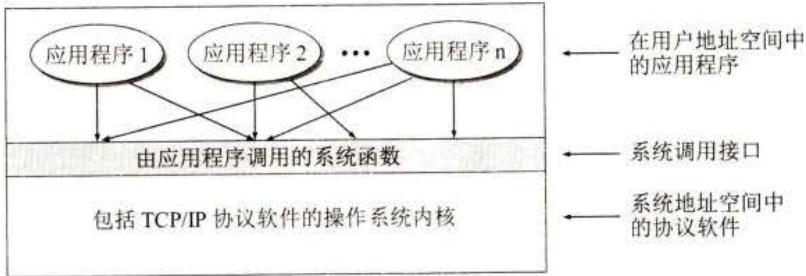 应用程序 1
应用程序 2
•••
应用程序 n
在用户地址空间中
的应用程序
由应用程序调用的系统函数
系统调用接口
包括 TCP/IP 协议软件的操作系统内核
系统地址空间中
的协议软件